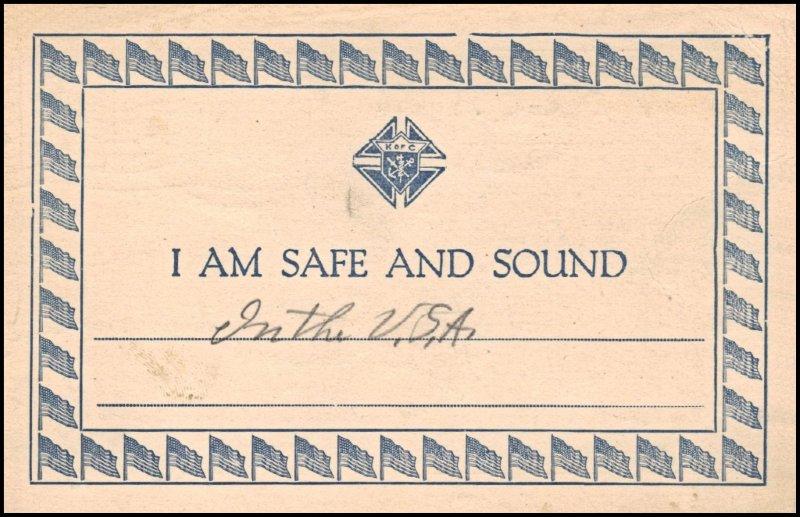 K OF C
I AM SAFE AND SOUND
In the U.S.A.